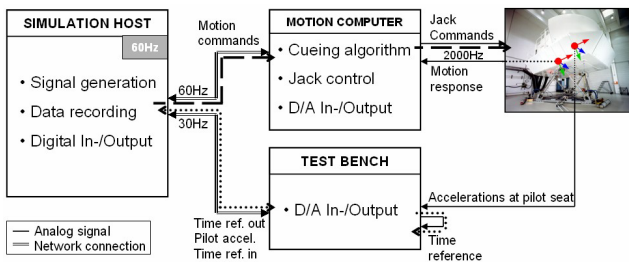 SIMULATION HOST
60Hz
• Signal generation
• Data recording
• Digital In-/Output
Analog signal
Network connection
Motion
commands
60Hz
30Hz
Time ref. out
Pilot accel.
Time ref. in
MOTION COMPUTER
• Cueing algorithm
• Jack control
• D/A In-/Output
Jack
Commands
2000Hz
Motion
response
TEST BENCH
• D/A In-/Output
Accelerations at pilot seat
Time
reference